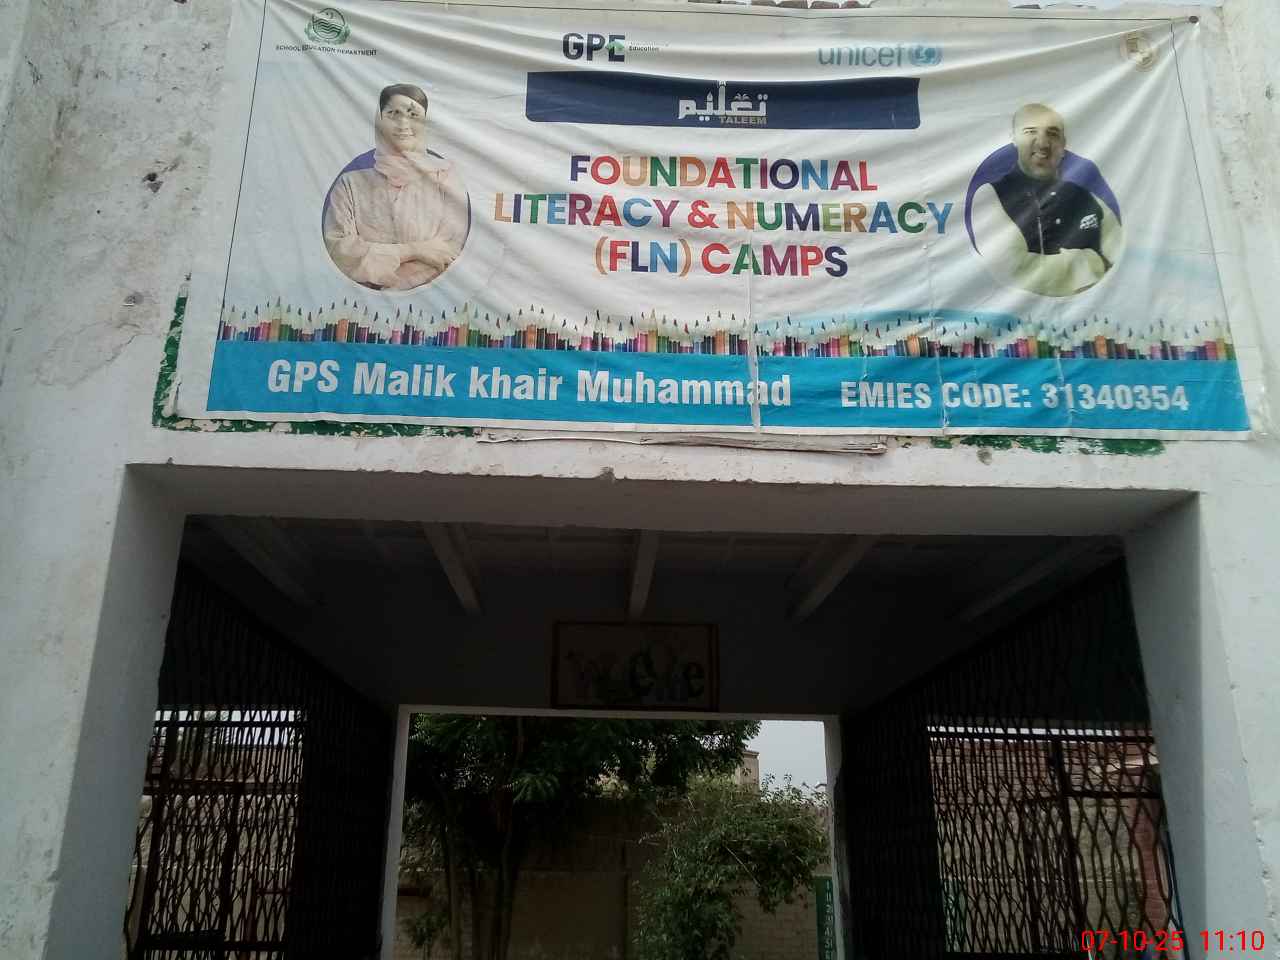 SCHOOL EDUCATION DEPARTMENT
GPE
Education
unicef
تعلیم
TALEEM
FOUNDATIONAL
LITERACY & NUMERACY
(FLN) CAMPS
GPS Malik khair Muhammad EMIES CODE: 31340354
07-10-25 11:10